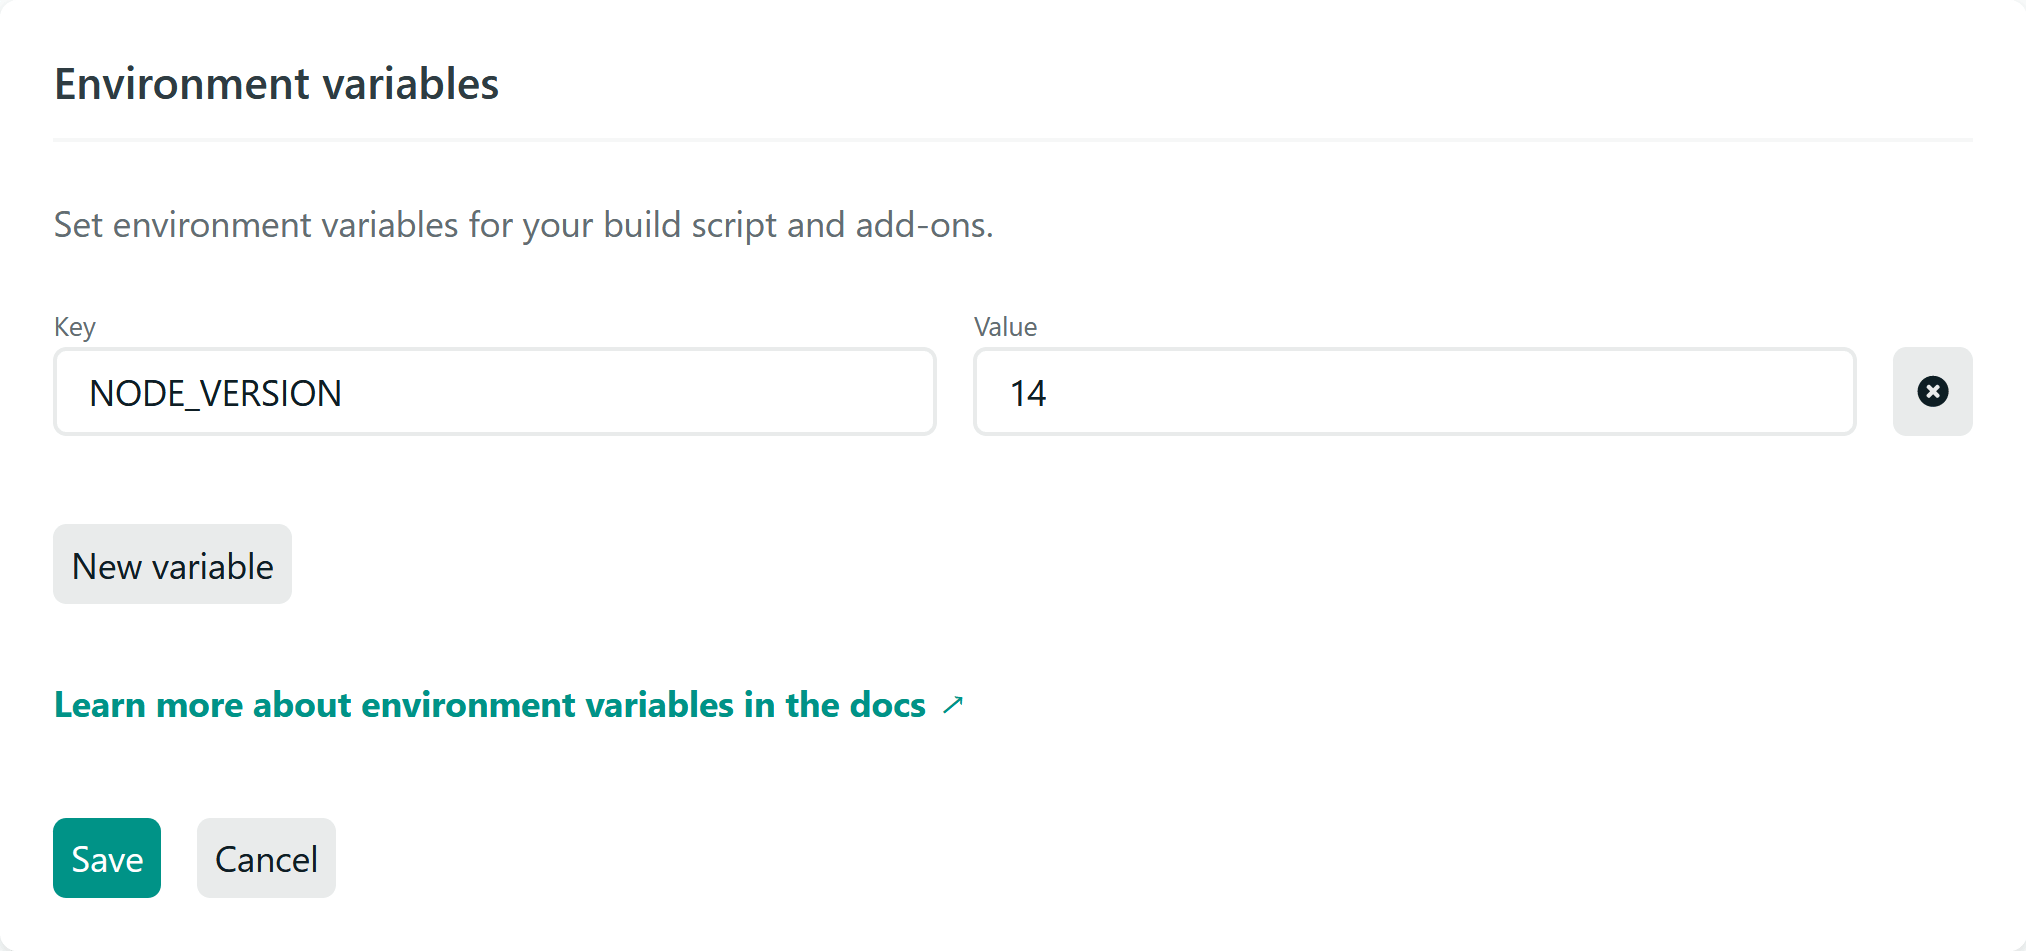 Environment variables
Set environment variables for your build script and add-ons.
Key Value
NODE_VERSION 14
New variable
Learn more about environment variables in the docs ↗
Save Cancel